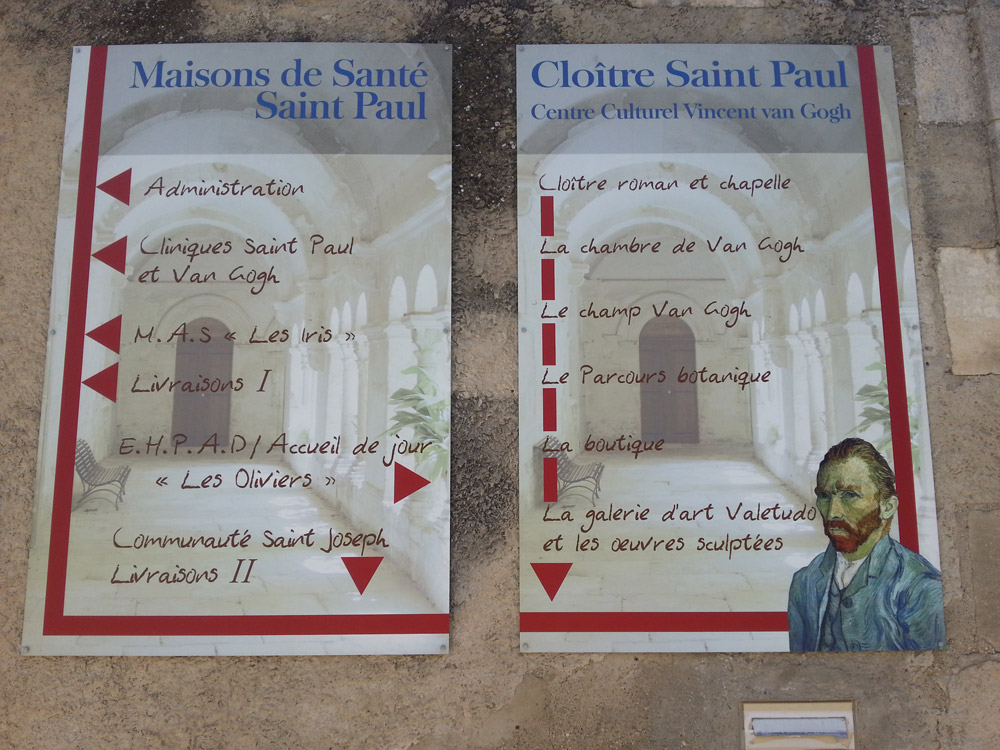 Maisons de Santé
Saint Paul
Administration
Cliniques Saint Paul
et Van Gogh
M.A.S « Les Iris »
Livraisons I
E.H.P.A.D/Accueil de jour
« Les Oliviers »
Communauté Saint Joseph
Livraisons II
Cloître Saint Paul
Centre Culturel Vincent van Gogh
Cloître roman et chapelle
La chambre de Van Gogh
Le champ Van Gogh
Le Parcours botanique
La boutique
La galerie d'art Valetudo
et les oeuvres sculptées